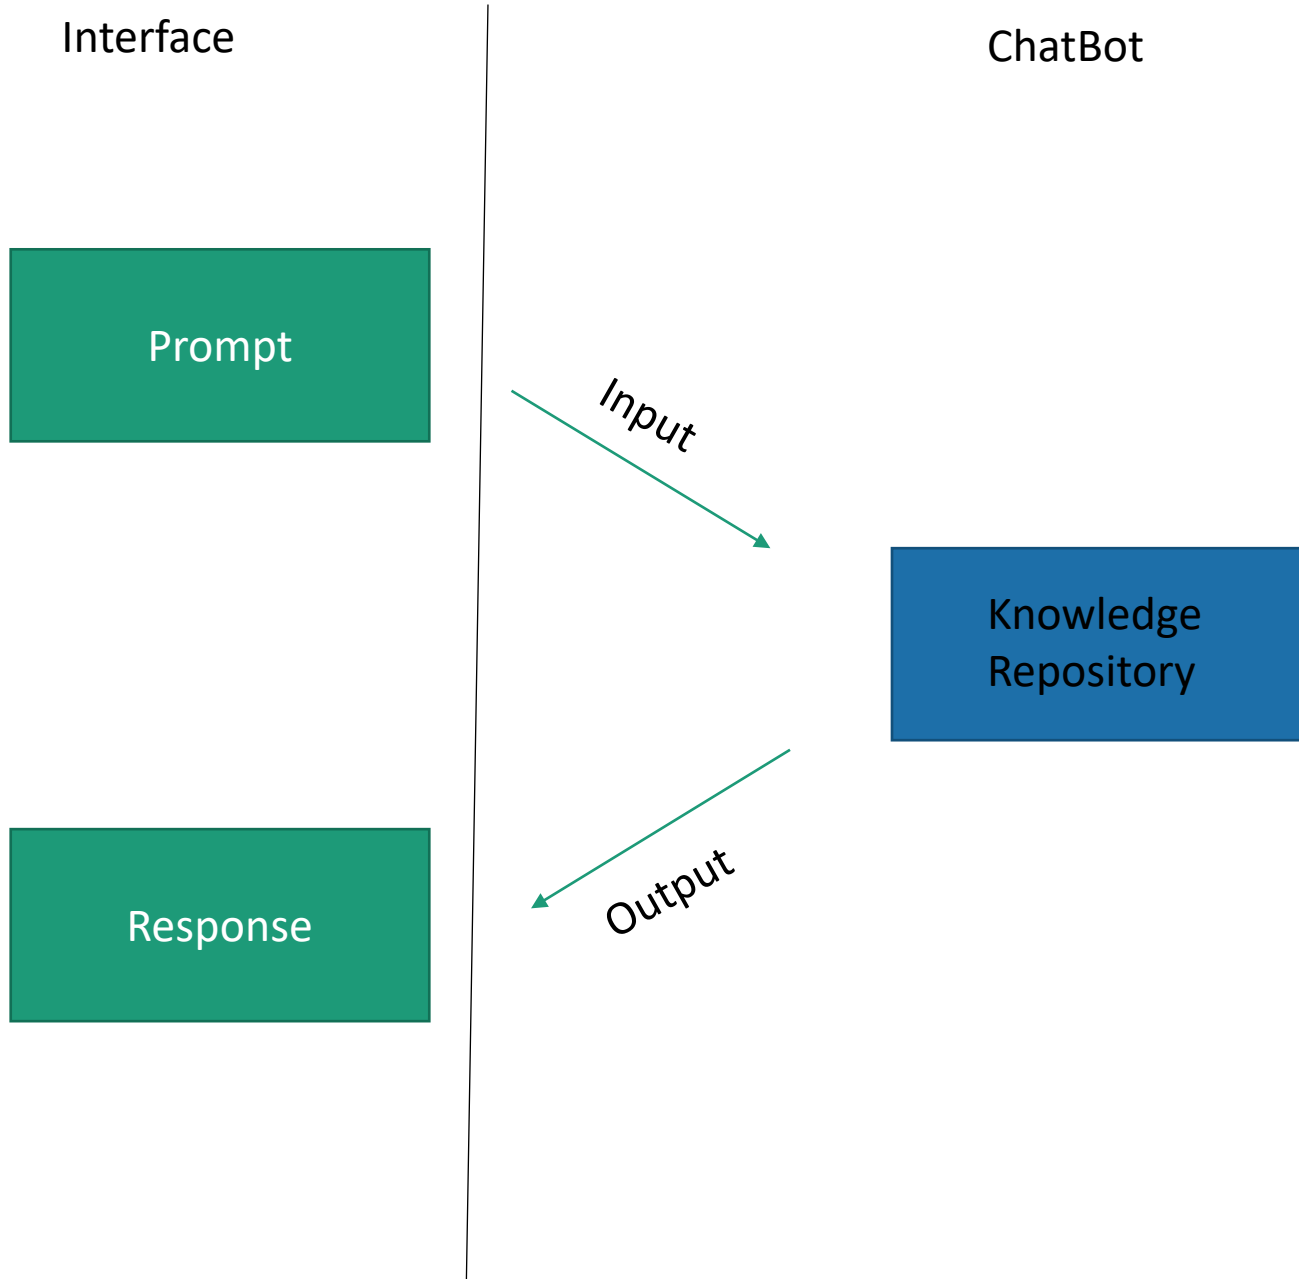 Interface
ChatBot
Prompt
Input
Knowledge
Repository
Output
Response